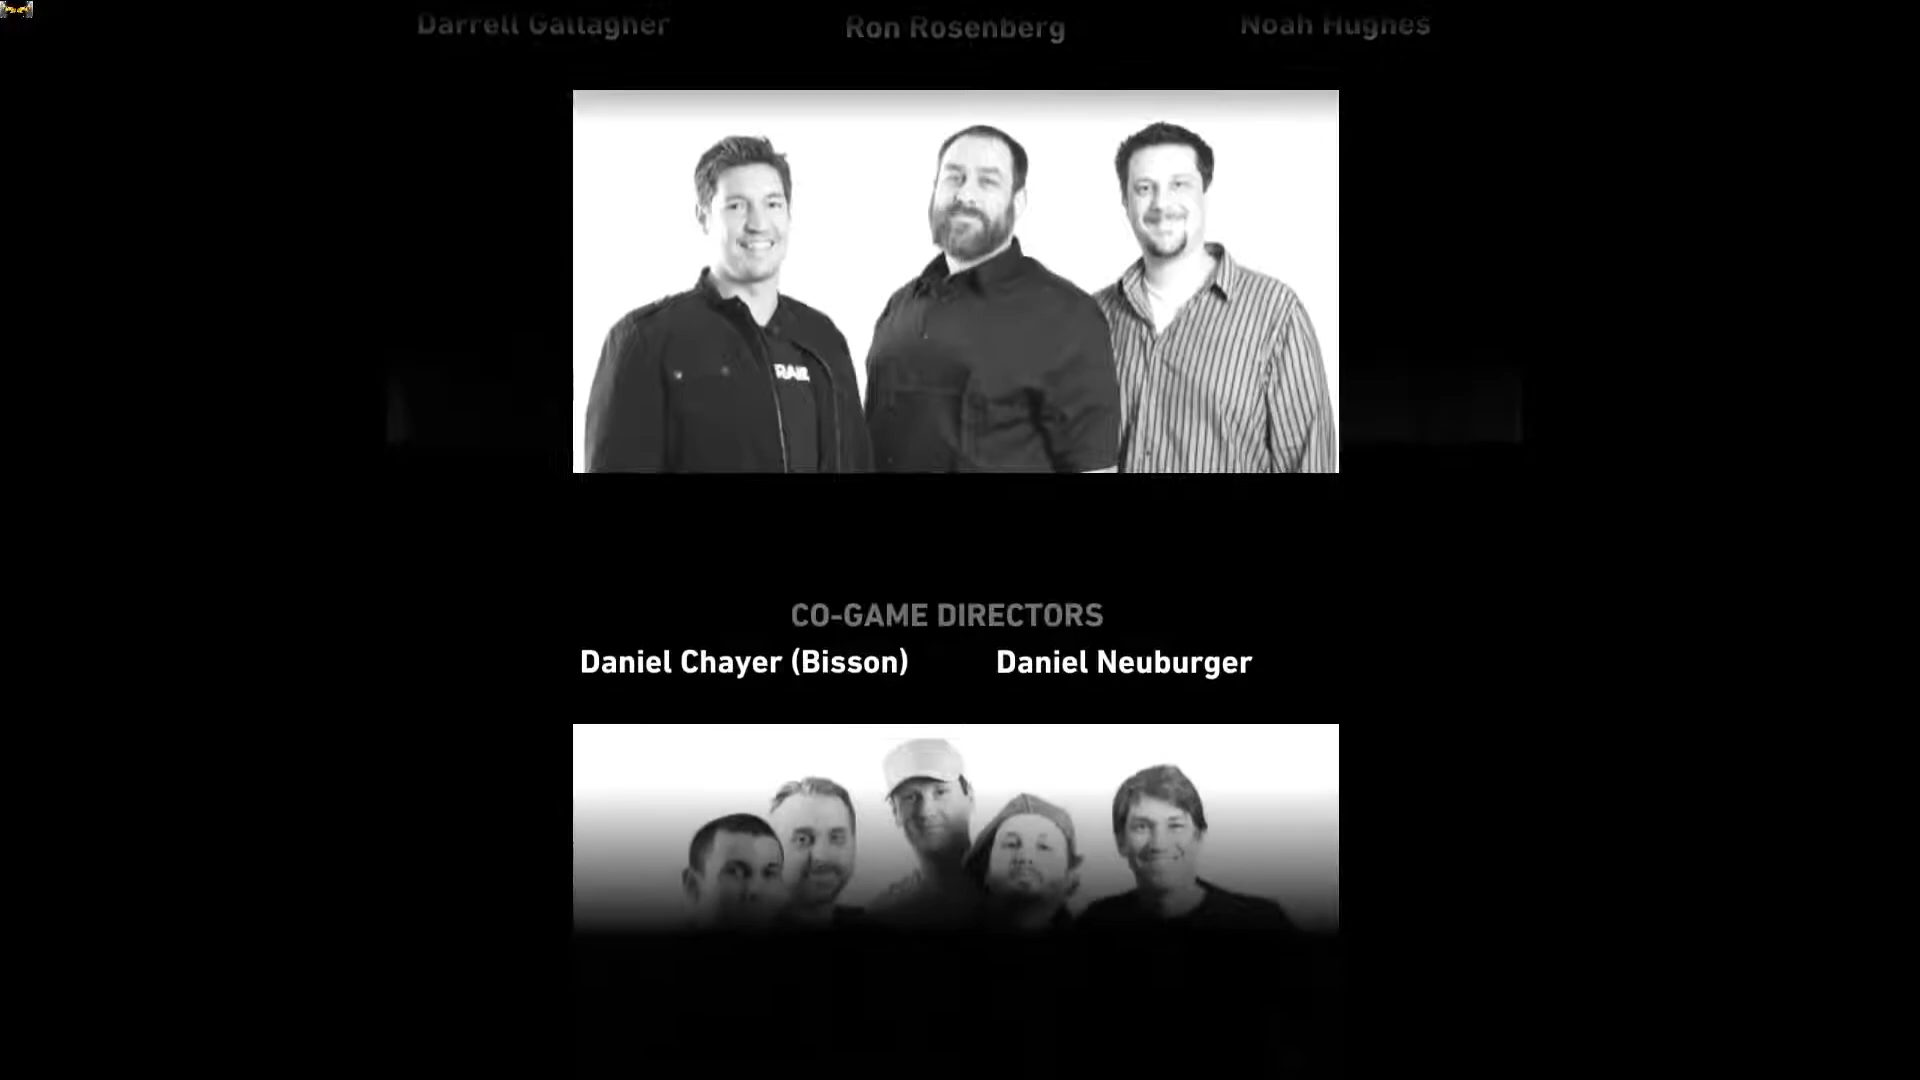 Darrell Gallagher Ron Rosenberg Noah Hughes
CO-GAME DIRECTORS
Daniel Chayer (Bisson) Daniel Neuburger